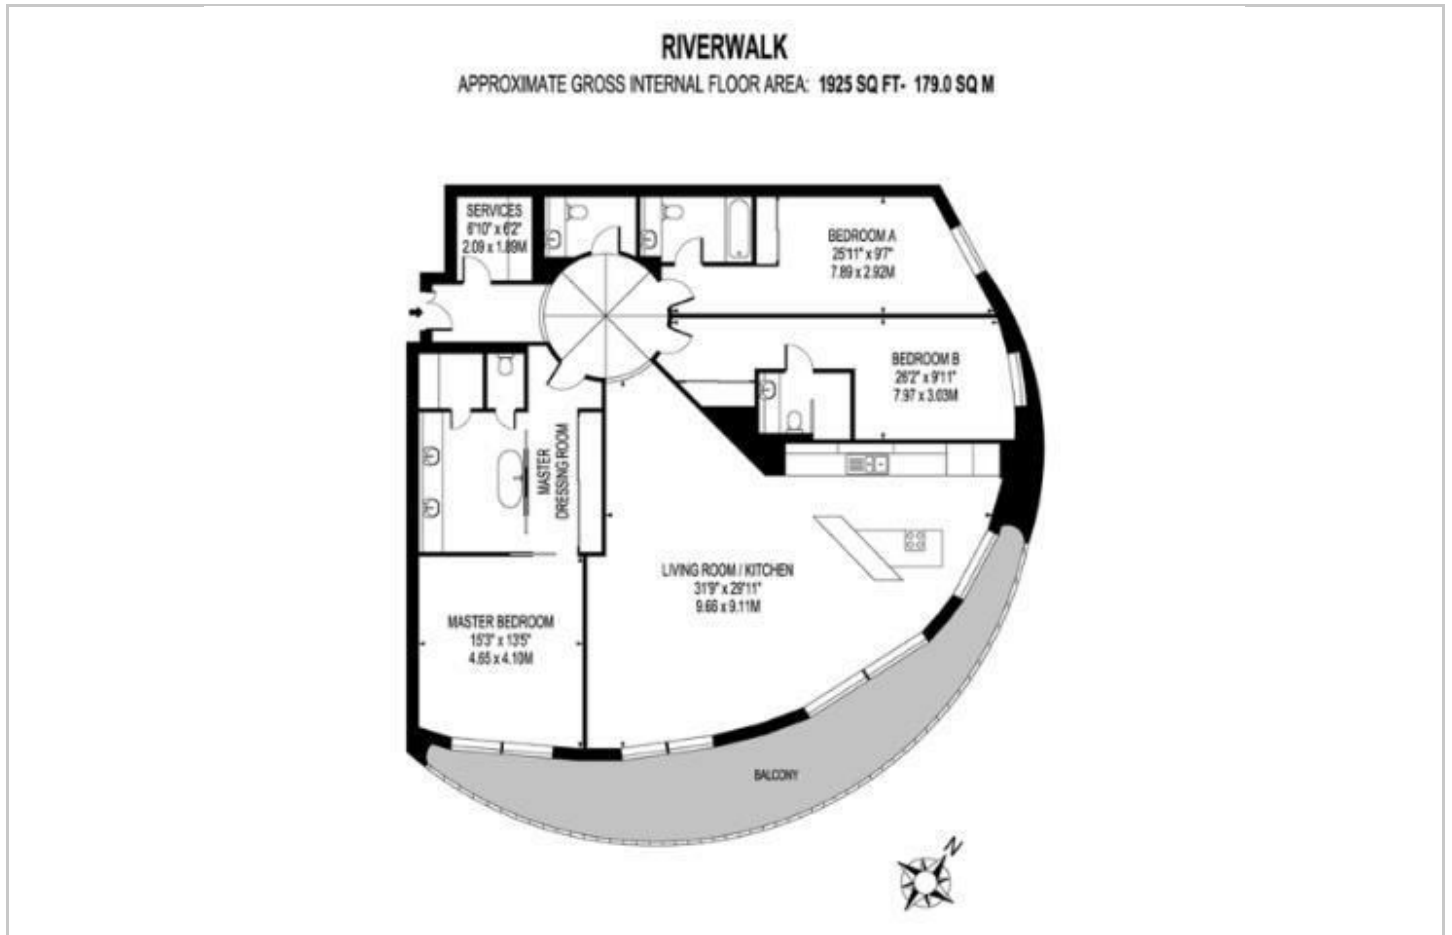 RIVERWALK
APPROXIMATE GROSS INTERNAL FLOOR AREA: 1925 SQ FT- 179.0 SQ M
SERVICES
6'10" x 6'2"
2.09 x 1.89M
BEDROOM A
25'11" x 9'7"
7.89 x 2.92M
BEDROOM B
26'2" x 9'11"
7.97 x 3.03M
MASTER
DRESSING ROOM
LIVING ROOM / KITCHEN
31'9" x 29'11"
9.66 x 9.11M
MASTER BEDROOM
15'3" x 13'5"
4.65 x 4.10M
BALCONY
N